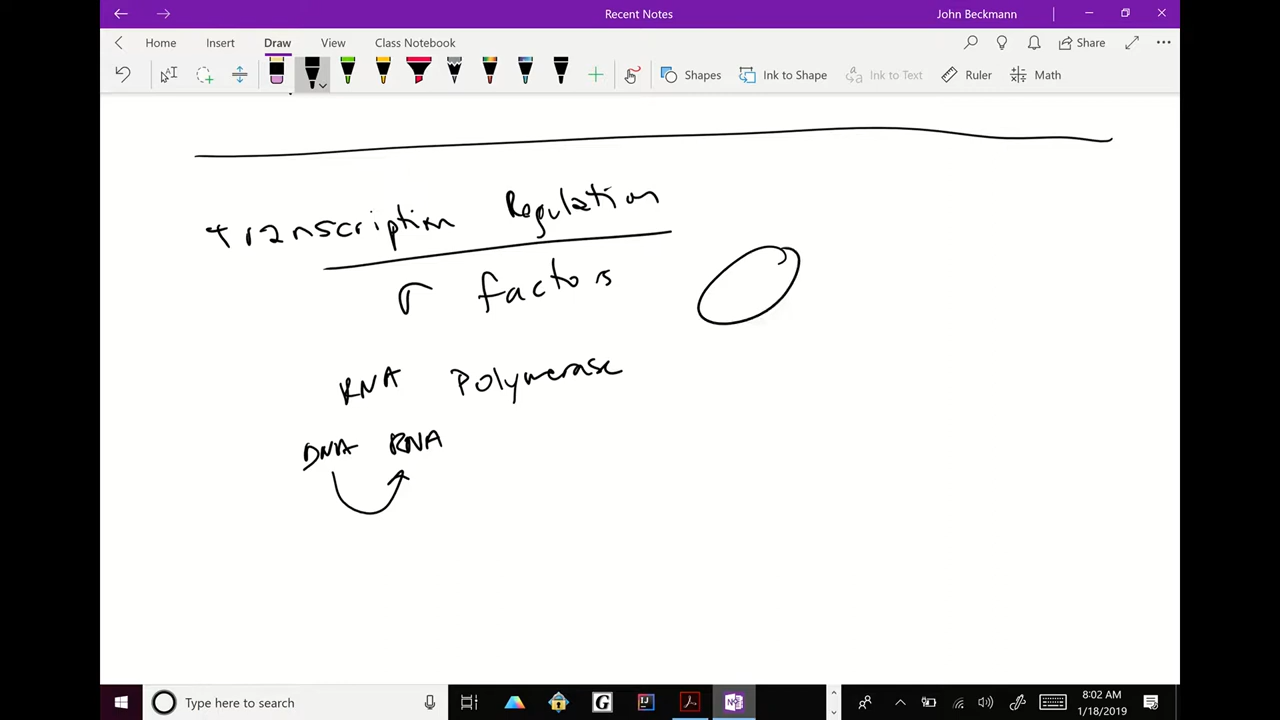 Recent Notes
John Beckmann
Home Insert Draw View Class Notebook
Share
Shapes Ink to Shape Ink to Text Ruler Math
transcription Regulation
σ factors
RNA Polymerase
DNA RNA
Type here to search
8:02 AM
1/18/2019